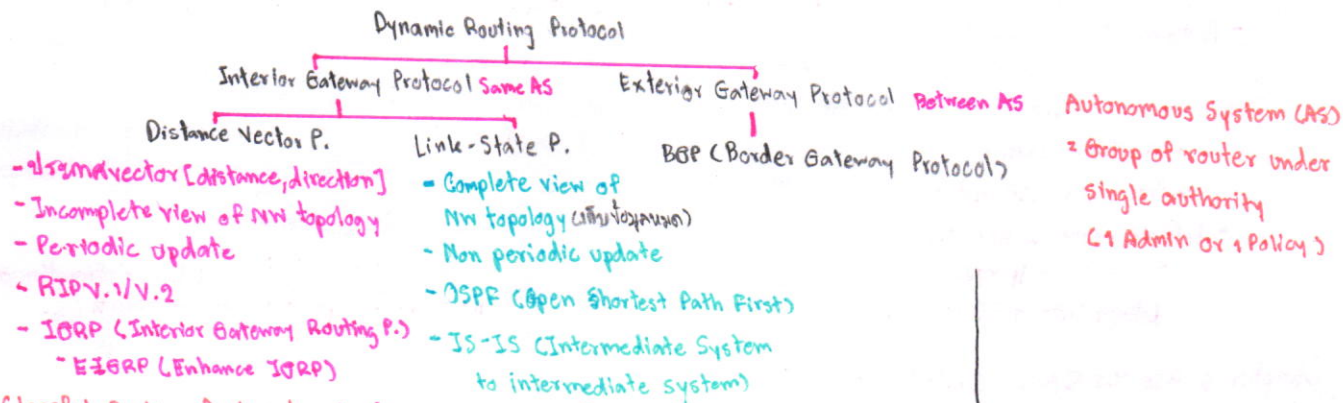 Dynamic Routing Protocol
Interior Gateway Protocol Same AS
Exterior Gateway Protocol Between AS
Distance Vector P.
- ประกอบvector [distance, direction]
- Incomplete view of NW topology
- Periodic update
- RIPV.1/V.2
- IGRP (Interior Gateway Routing P.)
- EIGRP (Enhance IGRP)
Link-State P.
- Complete view of
NW topology (เก็บข้อมูลหมด)
- Non periodic update
- OSPF (Open Shortest Path First)
- IS-IS (Intermediate System
to intermediate system)
BGP (Border Gateway Protocol)
Autonomous System (AS)
= Group of router under
single authority
(1 Admin or 1 Policy)